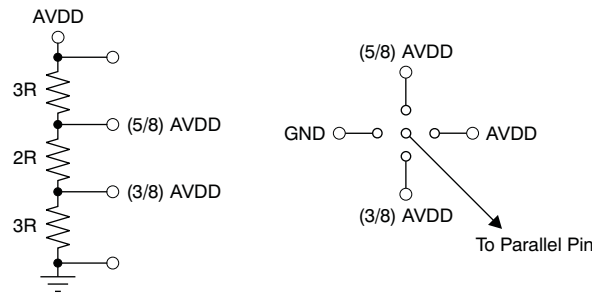 AVDD
3R
(5/8) AVDD
2R
(3/8) AVDD
3R
(5/8) AVDD
GND
AVDD
(3/8) AVDD
To Parallel Pin